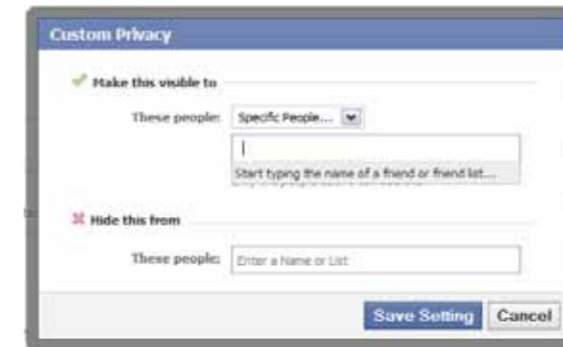 Custom Privacy
Make this visible to
These people: Specific People...
Start typing the name of a friend or friend list...
Hide this from
These people: Enter a Name or List
Save Setting Cancel